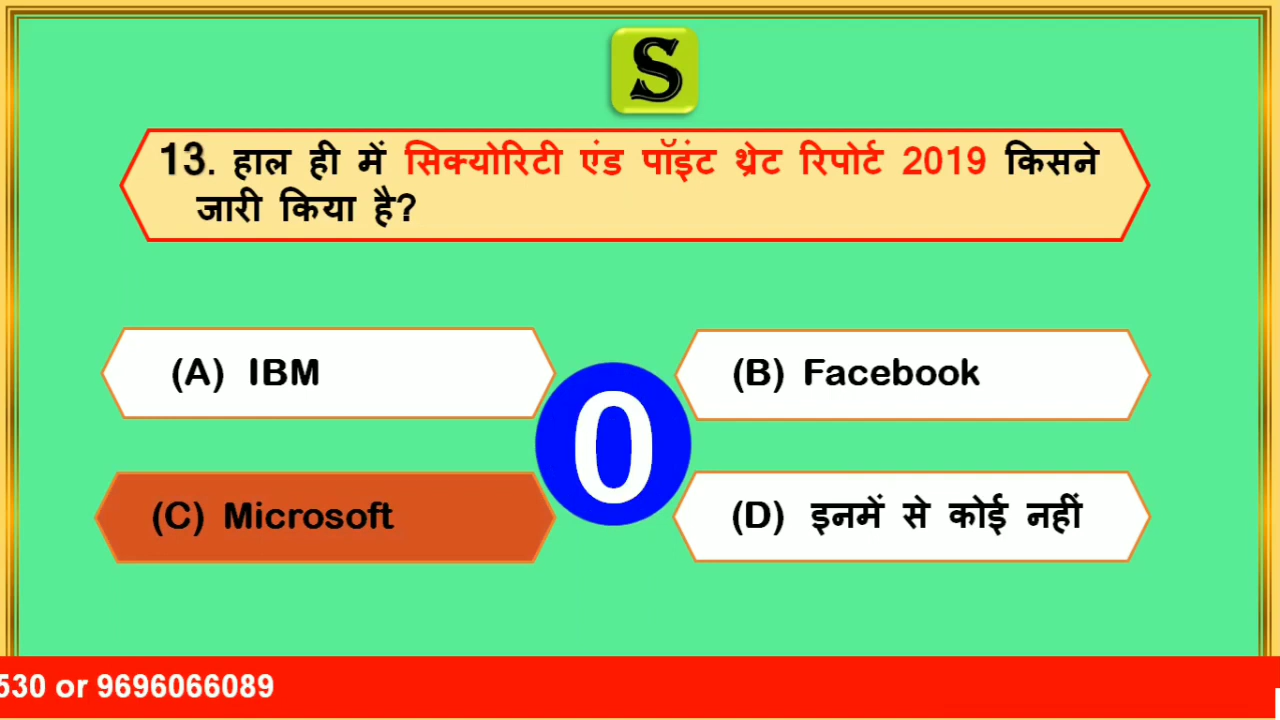 S
13. हाल ही में सिक्योरिटी एंड पॉइंट थ्रेट रिपोर्ट 2019 किसने
जारी किया है?
(A) IBM
(B) Facebook
0
(C) Microsoft
(D) इनमें से कोई नहीं
530 or 9696066089